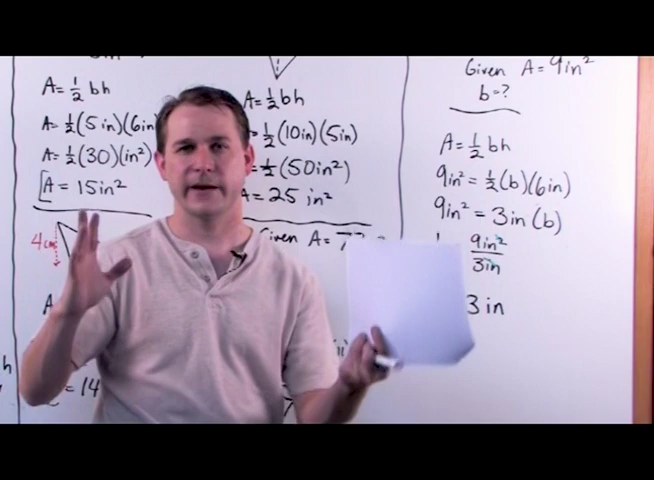 A = ½ bh
A = ½(5in)(6in)
A = ½(30)(in²)
A = 15in²
4cm
h
= 14
A = ½ bh
½(10in)(5in)
½(50in²)
A = 25 in²
Given A =
Given A = 9in²
b = ?
A = ½ bh
9in² = ½(b)(6in)
9in² = 3in(b)
9in²
3in
3 in